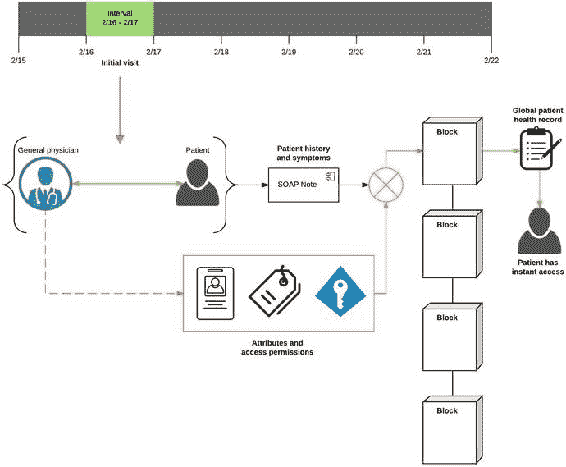 Interval
2/16 - 2/17
2/15
2/16
2/17
2/18
2/19
2/20
2/21
2/22
Initial visit
General physician
Patient
Patient history
and symptoms
SOAP Note
Block
Global patient
health record
Patient has
instant access
Block
Attributes and
access permissions
Block
Block